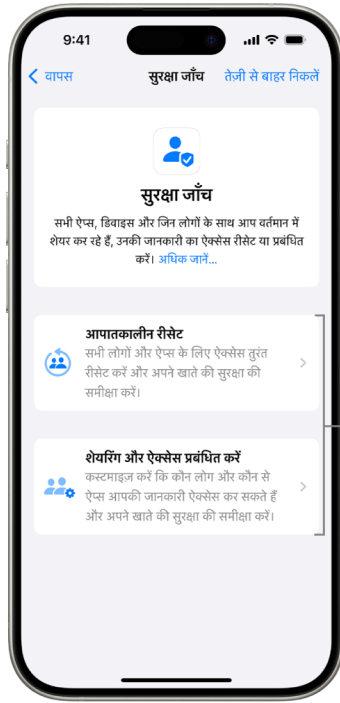 9:41
वापस सुरक्षा जाँच तेज़ी से बाहर निकलें
सुरक्षा जाँच
सभी ऐप्स, डिवाइस और जिन लोगों के साथ आप वर्तमान में
शेयर कर रहे हैं, उनकी जानकारी का ऐक्सेस रीसेट या प्रबंधित
करें। अधिक जानें...
आपातकालीन रीसेट
सभी लोगों और ऐप्स के लिए ऐक्सेस तुरंत
रीसेट करें और अपने खाते की सुरक्षा की
समीक्षा करें।
शेयरिंग और ऐक्सेस प्रबंधित करें
कस्टमाइज़ करें कि कौन लोग और कौन से
ऐप्स आपकी जानकारी ऐक्सेस कर सकते हैं
और अपने खाते की सुरक्षा की समीक्षा करें।